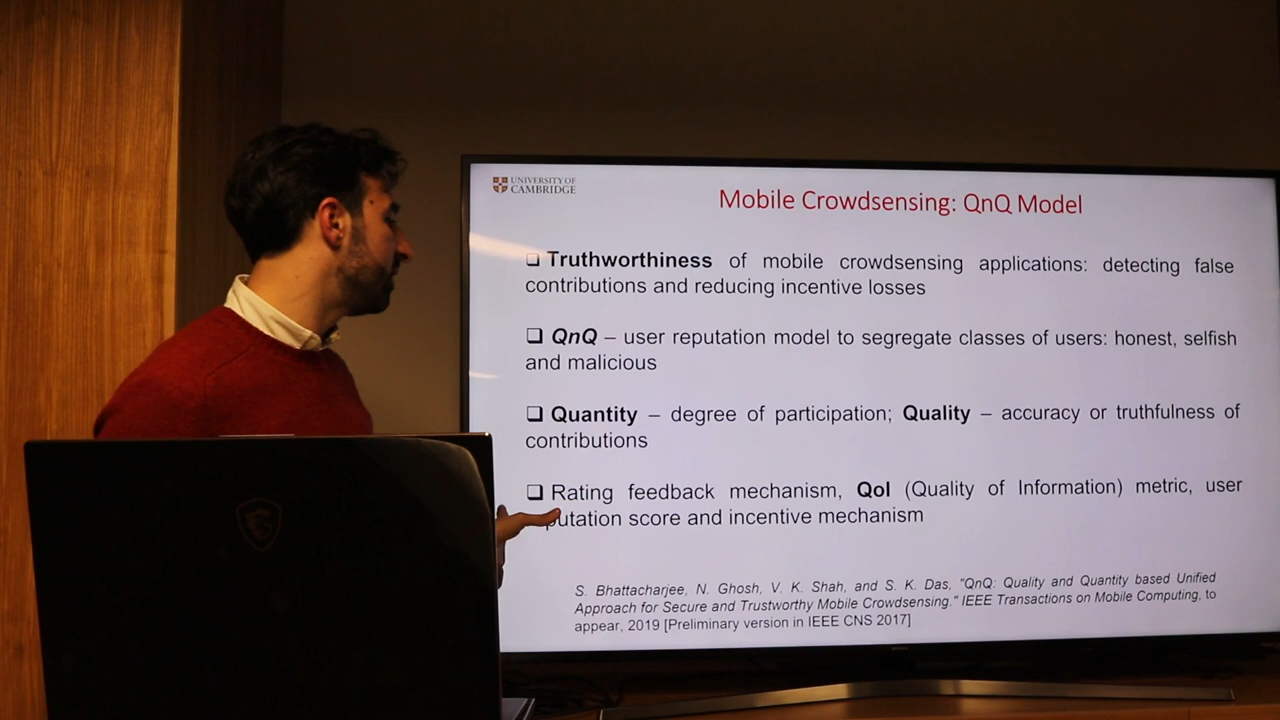 UNIVERSITY OF
CAMBRIDGE
Mobile Crowdsensing: QnQ Model
❑ Truthworthiness of mobile crowdsensing applications: detecting false
contributions and reducing incentive losses
❑ QnQ – user reputation model to segregate classes of users: honest, selfish
and malicious
❑ Quantity – degree of participation; Quality – accuracy or truthfulness of
contributions
❑ Rating feedback mechanism, QoI (Quality of Information) metric, user
putation score and incentive mechanism
S. Bhattacharjee, N. Ghosh, V. K. Shah, and S. K. Das, "QnQ: Quality and Quantity based Unified
Approach for Secure and Trustworthy Mobile Crowdsensing." IEEE Transactions on Mobile Computing, to
appear, 2019 [Preliminary version in IEEE CNS 2017]